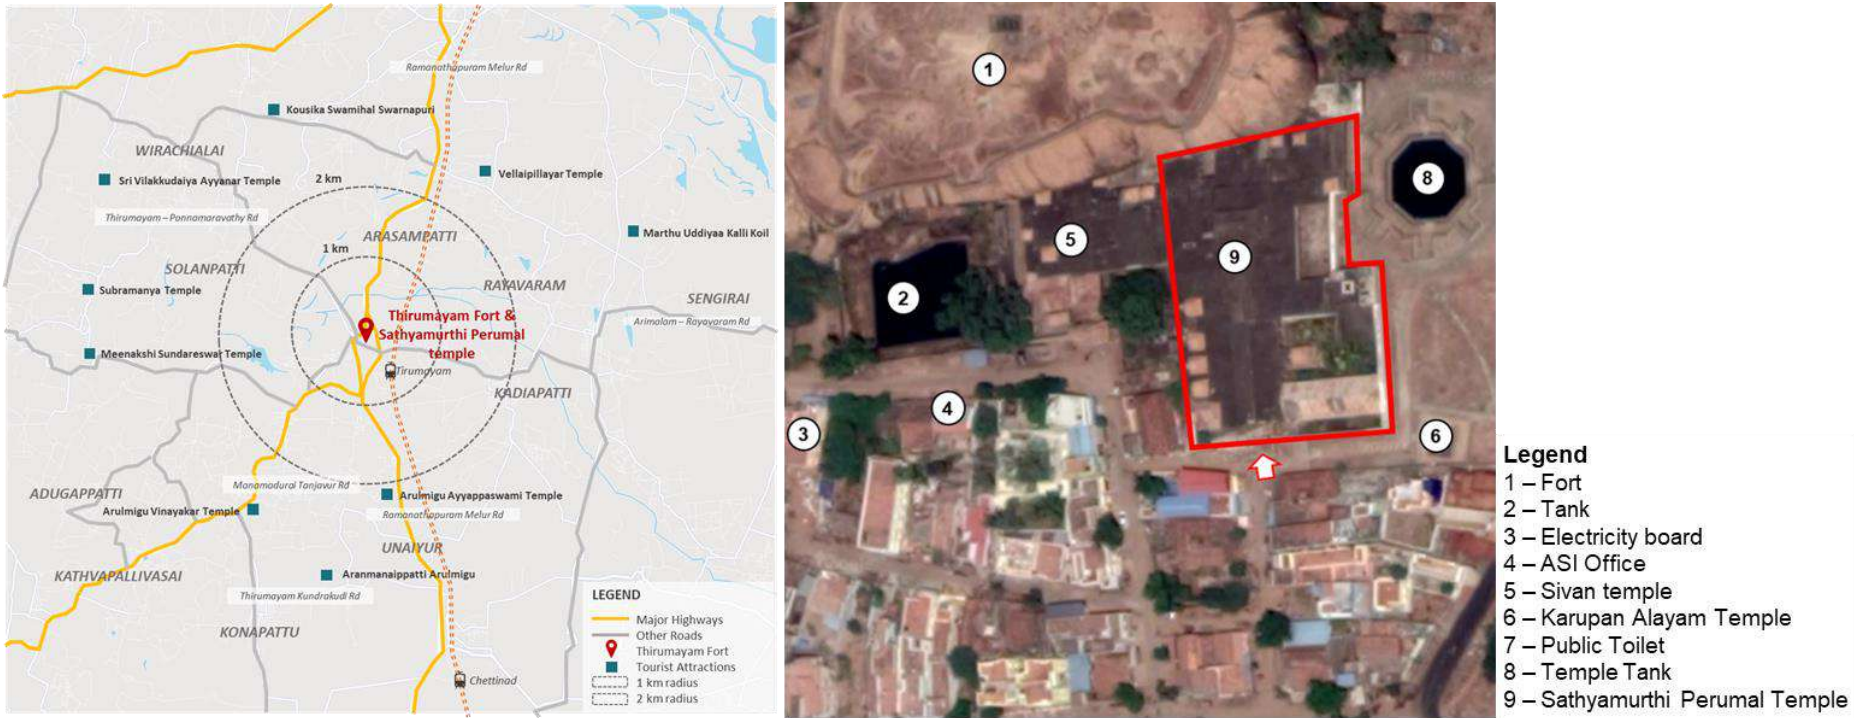 Ramanathapuram Melur Rd
Kousika Swamihal Swarnapuri
WIRACHIALAI
Vellaipillayar Temple
Sri Vilakkudaiya Ayyanar Temple
2 km
Thirumayam – Ponnamaravathy Rd
Marthu Uddiyaa Kalli Koil
ARASAMPATTI
1 km
SOLANPATTI
Subramanya Temple
RAYAVARAM
SENGIRAI
Thirumayam Fort &
Sathyamurthi Perumal
temple
Arimalam – Rayavaram Rd
Meenakshi Sundareswar Temple
Tirumayam
KADIAPATTI
Manamadurai Tanjavur Rd
ADUGAPPATTI
Arulmigu Ayyappaswami Temple
Arulmigu Vinayakar Temple
Ramanathapuram Melur Rd
UNAIYUR
KATHVAPALLIVASAI
Aranmanaippatti Arulmigu
Thirumayam Kundrakudi Rd
KONAPATTU
Chettinad
LEGEND
Major Highways
Other Roads
Thirumayam Fort
Tourist Attractions
1 km radius
2 km radius
1
8
5
9
2
4
3
6
Legend
1 – Fort
2 – Tank
3 – Electricity board
4 – ASI Office
5 – Sivan temple
6 – Karupan Alayam Temple
7 – Public Toilet
8 – Temple Tank
9 – Sathyamurthi Perumal Temple